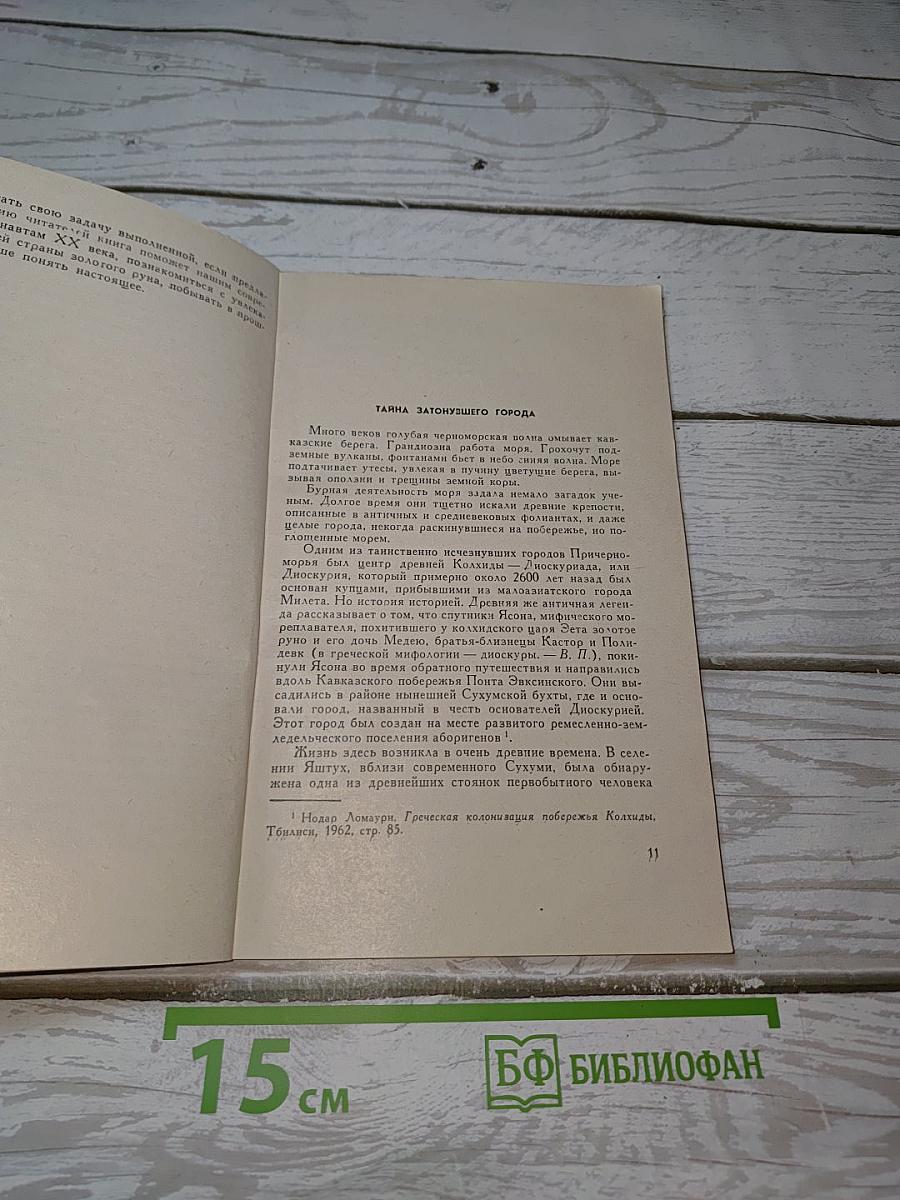 ать свою задачу выполненной, если предла-
ию читателей книга поможет нашим совре-
навтам XX века, познакомиться с увлека-
ей страны золотого руна, побывать в прош-
ше понять настоящее.
ТАЙНА ЗАТОНУВШЕГО ГОРОДА
Много веков голубая черноморская волна омывает кав-
казские берега. Грандиозна работа моря. Грохочут под-
земные вулканы, фонтанами бьет в небо синяя волна. Море
подтачивает утесы, увлекая в пучину цветущие берега, вы-
зывая оползни и трещины земной коры.
Бурная деятельность моря задала немало загадок уче-
ным. Долгое время они тщетно искали древние крепости,
описанные в античных и средневековых фолиантах, и даже
целые города, некогда раскинувшиеся на побережье, но по-
глощенные морем.
Одним из таинственно исчезнувших городов Причерно-
морья был центр древней Колхиды — Диоскуриада, или
Диоскурия, который примерно около 2600 лет назад был
основан купцами, прибывшими из малоазиатского города
Милета. Но история историей. Древняя же античная леген-
да рассказывает о том, что спутники Ясона, мифического мо-
реплавателя, похитившего у колхидского царя Эета золотое
руно и его дочь Медею, братья-близнецы Кастор и Поли-
девк (в греческой мифологии — диоскуры. — В. П.), поки-
нули Ясона во время обратного путешествия и направились
вдоль Кавказского побережья Понта Эвксинского. Они вы-
садились в районе нынешней Сухумской бухты, где и осно-
вали город, названный в честь основателей Диоскурией.
Этот город был создан на месте развитого ремесленно-зем-
ледельческого поселения аборигенов ¹.
Жизнь здесь возникла в очень древние времена. В селе-
нии Яштух, вблизи современного Сухуми, была обнару-
жена одна из древнейших стоянок первобытного человека
¹ Нодар Ломаури, Греческая колонизация побережья Колхиды,
Тбилиси, 1962, стр. 85.
11
15 см
БФ БИБЛИОФАН